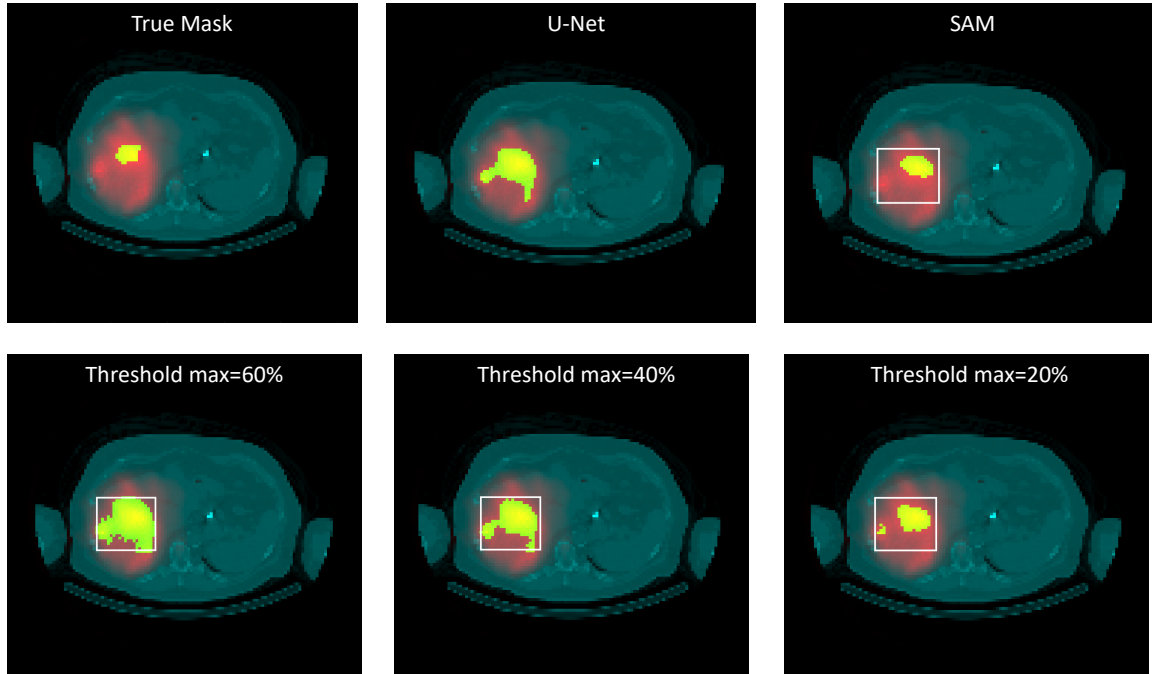 True Mask
U-Net
SAM
Threshold max=60%
Threshold max=40%
Threshold max=20%